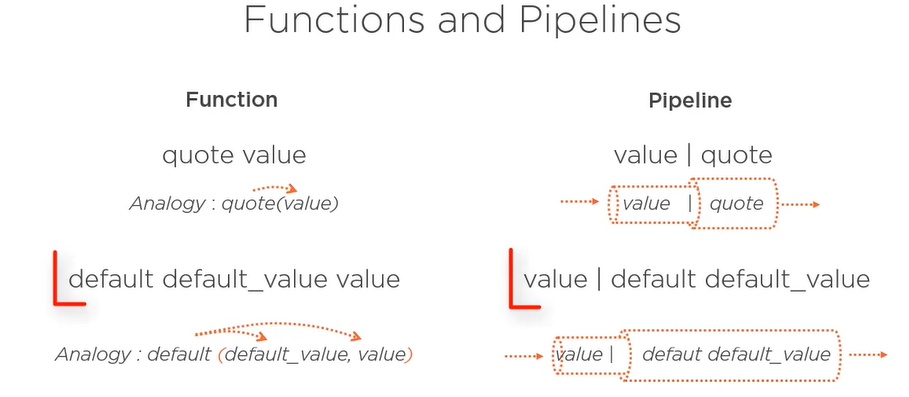 Functions and Pipelines
Function
Pipeline
quote value
value | quote
Analogy : quote(value)
value | quote
default default_value value
value | default default_value
Analogy : default (default_value, value)
value | defaut default_value